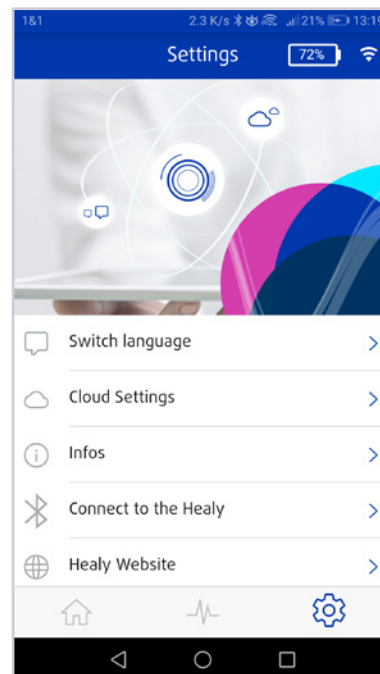 1&1 2.3 K/s 21% 13:19
Settings 72%
Switch language
Cloud Settings
Infos
Connect to the Healy
Healy Website